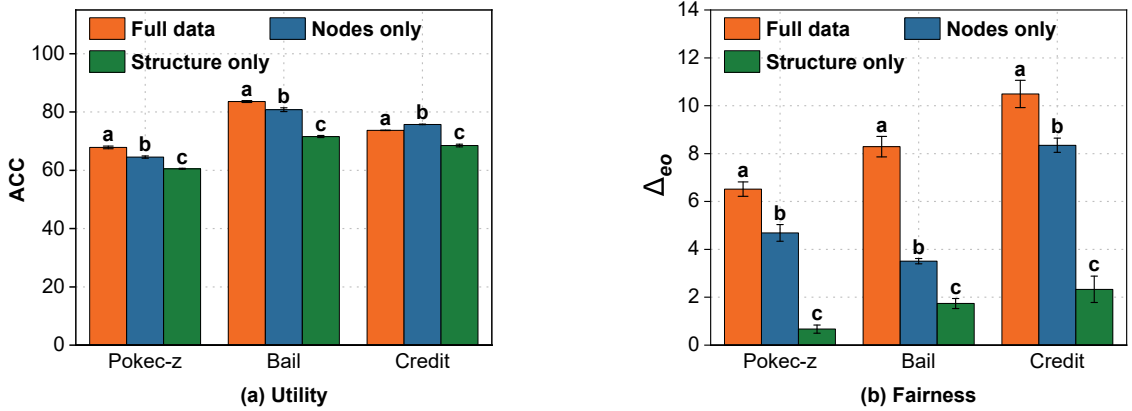 Full data Nodes only
Structure only
100
80
60
40
20
0
ACC
a b c
a b c
a b c
Pokec-z Bail Credit
(a) Utility
Full data Nodes only
Structure only
14
12
10
8
6
4
2
0
Δeo
a b c
a b c
a b c
Pokec-z Bail Credit
(b) Fairness